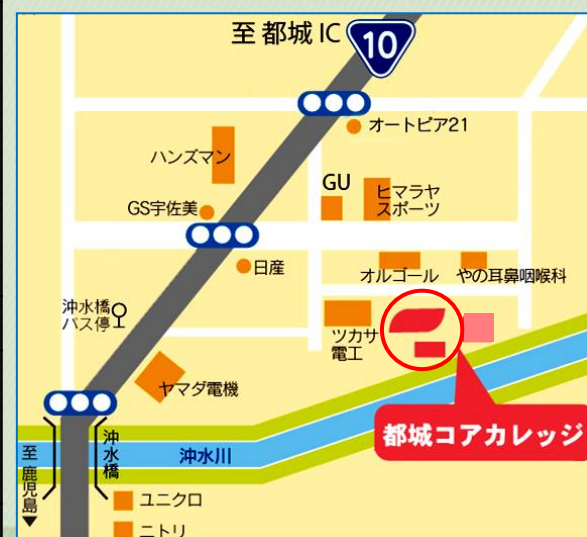 至 都城 IC
10
オートピア21
ハンズマン
GU
ヒマラヤ
スポーツ
GS宇佐美
日産
オルゴール
やの耳鼻咽喉科
沖水橋
バス停
ツカサ
電工
ヤマダ電機
都城コアカレッジ
沖水橋
沖水川
至 鹿児島
ユニクロ
ニトリ